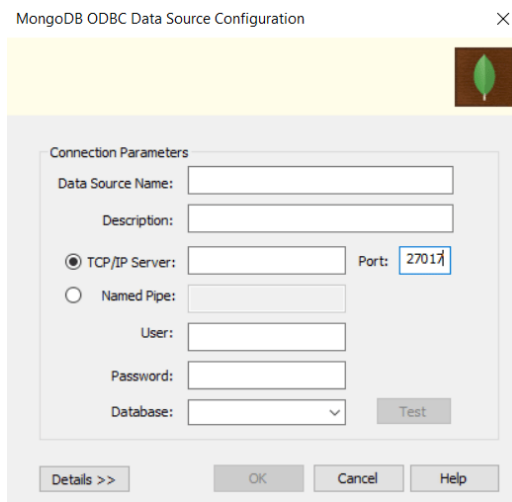 MongoDB ODBC Data Source Configuration
Connection Parameters
Data Source Name:
Description:
TCP/IP Server: Port: 27017
Named Pipe:
User:
Password:
Database: Test
Details >> OK Cancel Help